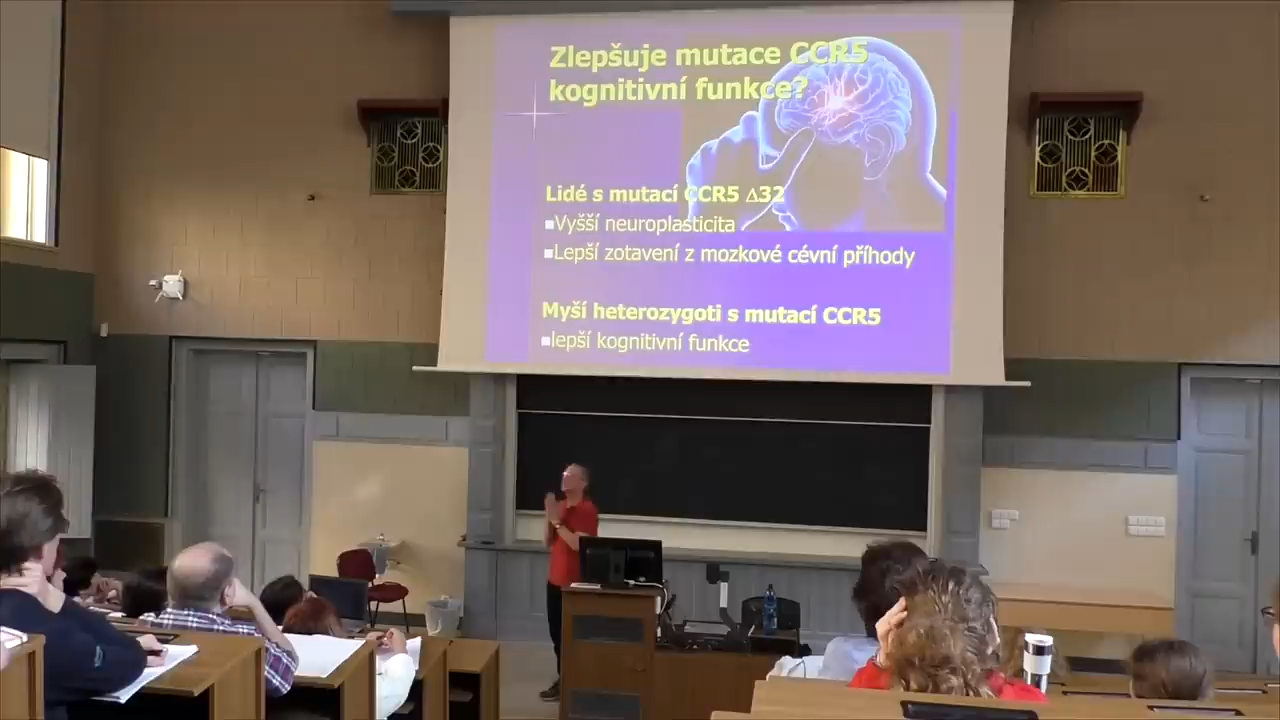 Zlepšuje mutace CCR5
kognitivní funkce?
Lidé s mutací CCR5 Δ32
▪Vyšší neuroplasticita
▪Lepší zotavení z mozkové cévní příhody
Myší heterozygoti s mutací CCR5
▪lepší kognitivní funkce